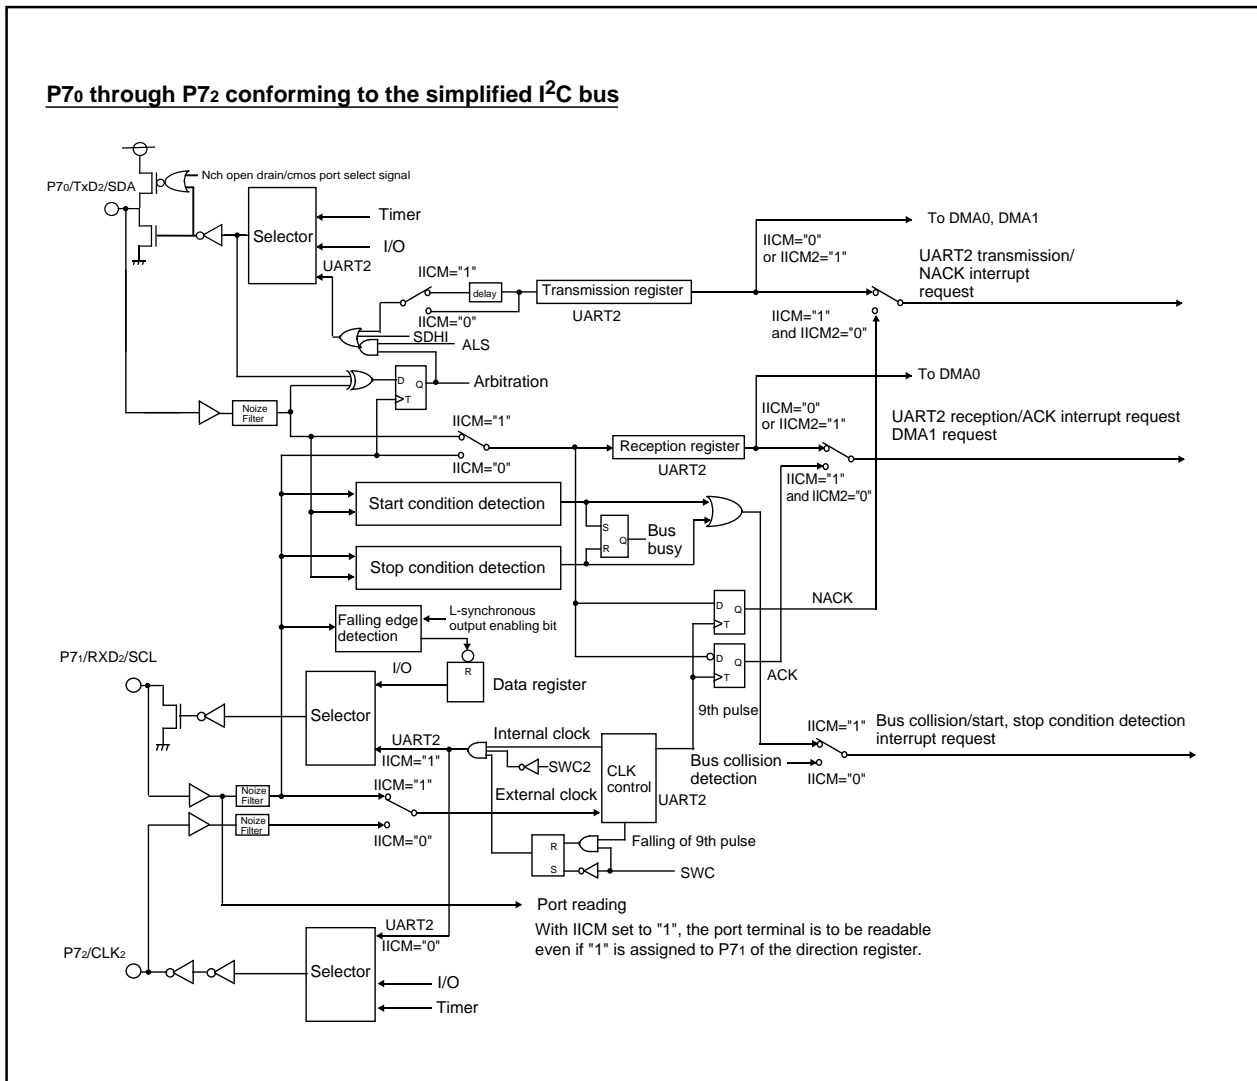 P70 through P72 conforming to the simplified I2C bus
P70/TxD2/SDA
Nch open drain/cmos port select signal
Selector
Timer
I/O
UART2
IICM="1"
delay
IICM="0"
Transmission register
UART2
To DMA0, DMA1
IICM="0"
or IICM2="1"
UART2 transmission/
NACK interrupt
request
IICM="1"
and IICM2="0"
SDHI
ALS
D
Q
T
Arbitration
Noize
Filter
To DMA0
IICM="1"
IICM="0"
Reception register
UART2
IICM="0"
or IICM2="1"
UART2 reception/ACK interrupt request
DMA1 request
IICM="1"
and IICM2="0"
Start condition detection
S
R
Q
Bus
busy
Stop condition detection
D
Q
T
NACK
Falling edge
detection
L-synchronous
output enabling bit
D
Q
T
ACK
9th pulse
P71/RXD2/SCL
I/O
R
Data register
Selector
UART2
IICM="1"
Internal clock
SWC2
CLK
control
UART2
Bus collision
detection
IICM="1"
IICM="0"
Bus collision/start, stop condition detection
interrupt request
Noize
Filter
IICM="1"
External clock
Noize
Filter
IICM="0"
R
S
Falling of 9th pulse
SWC
Port reading
With IICM set to "1", the port terminal is to be readable
even if "1" is assigned to P71 of the direction register.
UART2
IICM="0"
P72/CLK2
Selector
I/O
Timer